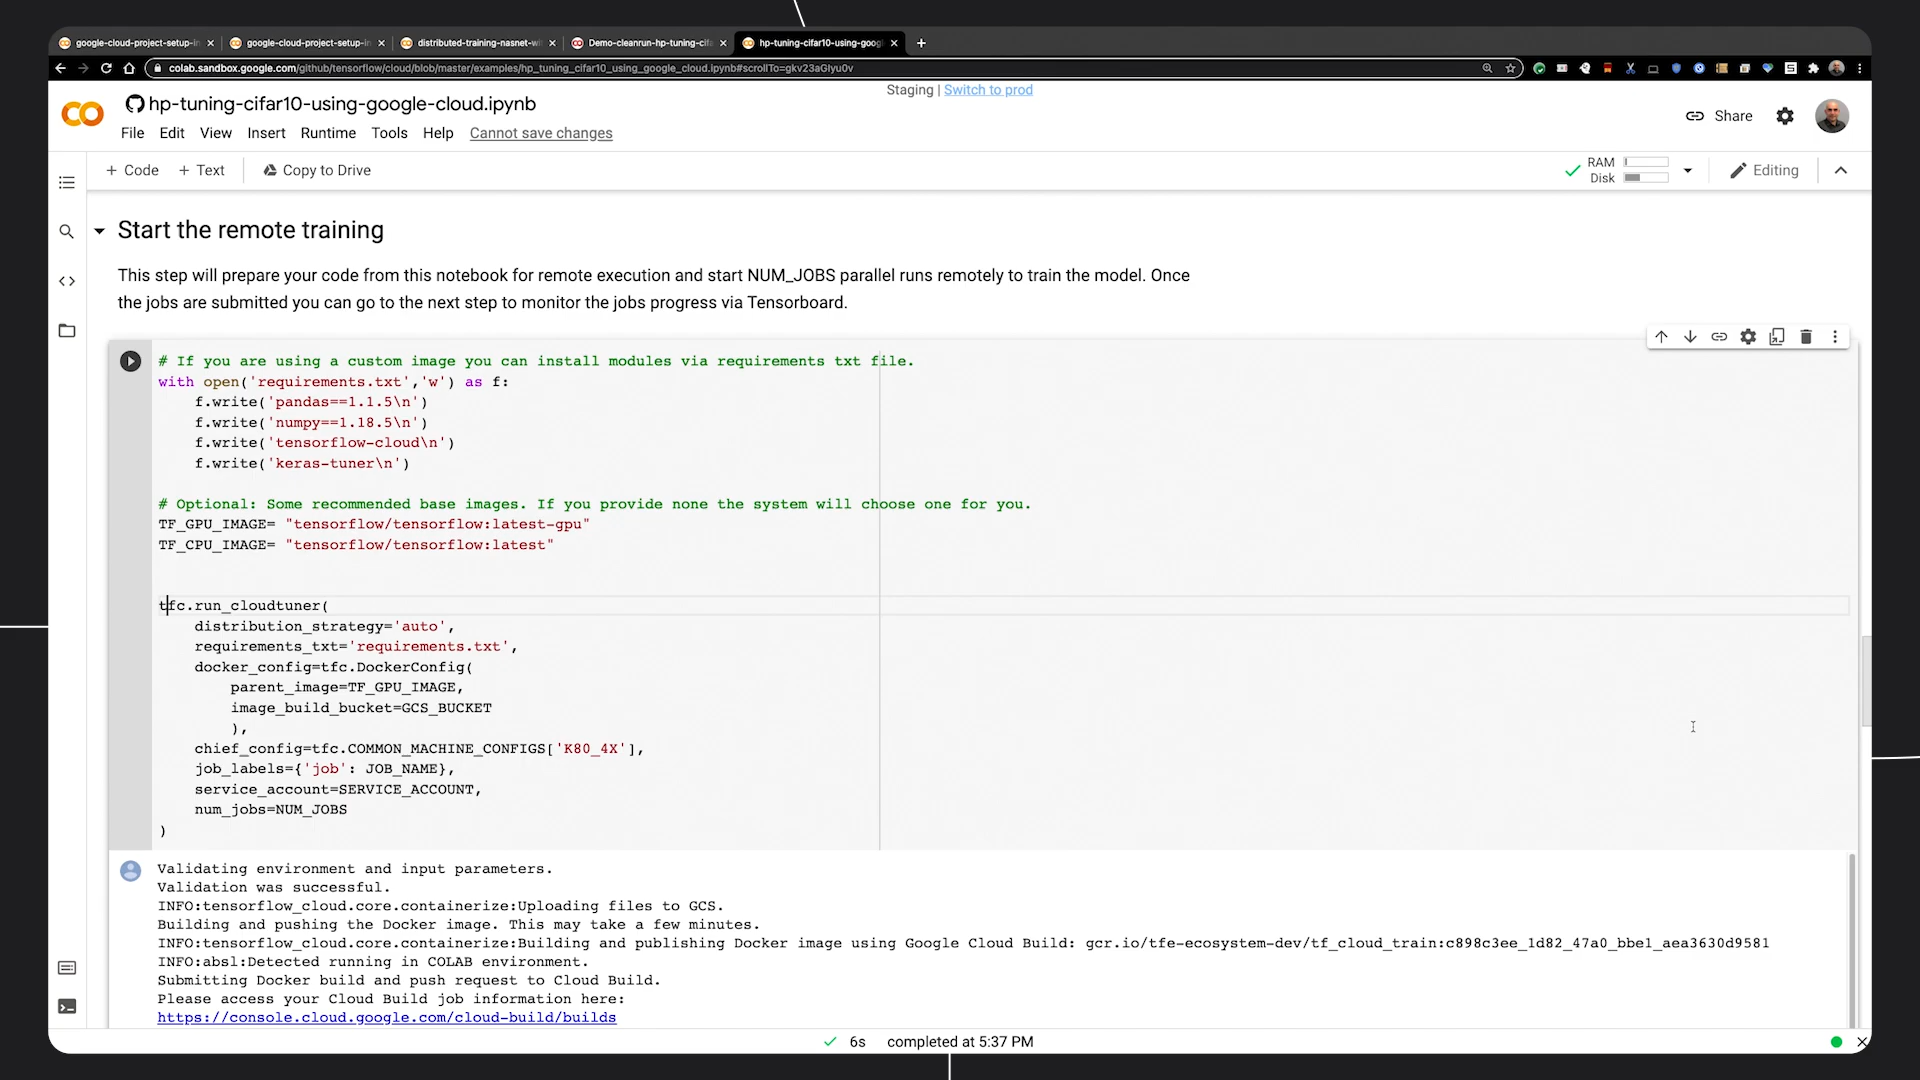 google-cloud-project-setup-in
google-cloud-project-setup-in
distributed-training-nasnet-wi
Demo-cleanrun-hp-tuning-cifa
hp-tuning-cifar10-using-goog
colab.sandbox.google.com/github/tensorflow/cloud/blob/master/examples/hp_tuning_cifar10_using_google_cloud.ipynb#scrollTo=gkv23aGlyu0v
Staging | Switch to prod
hp-tuning-cifar10-using-google-cloud.ipynb
Share
File Edit View Insert Runtime Tools Help Cannot save changes
+ Code + Text Copy to Drive
RAM
Disk
Editing
Start the remote training
This step will prepare your code from this notebook for remote execution and start NUM_JOBS parallel runs remotely to train the model. Once
the jobs are submitted you can go to the next step to monitor the jobs progress via Tensorboard.
# If you are using a custom image you can install modules via requirements txt file.
with open('requirements.txt','w') as f:
f.write('pandas==1.1.5\n')
f.write('numpy==1.18.5\n')
f.write('tensorflow-cloud\n')
f.write('keras-tuner\n')
# Optional: Some recommended base images. If you provide none the system will choose one for you.
TF_GPU_IMAGE= "tensorflow/tensorflow:latest-gpu"
TF_CPU_IMAGE= "tensorflow/tensorflow:latest"
tfc.run_cloudtuner(
distribution_strategy='auto',
requirements_txt='requirements.txt',
docker_config=tfc.DockerConfig(
parent_image=TF_GPU_IMAGE,
image_build_bucket=GCS_BUCKET
),
chief_config=tfc.COMMON_MACHINE_CONFIGS['K80_4X'],
job_labels={'job': JOB_NAME},
service_account=SERVICE_ACCOUNT,
num_jobs=NUM_JOBS
)
Validating environment and input parameters.
Validation was successful.
INFO:tensorflow_cloud.core.containerize:Uploading files to GCS.
Building and pushing the Docker image. This may take a few minutes.
INFO:tensorflow_cloud.core.containerize:Building and publishing Docker image using Google Cloud Build: gcr.io/tfe-ecosystem-dev/tf_cloud_train:c898c3ee_1d82_47a0_bbe1_aea3630d9581
INFO:absl:Detected running in COLAB environment.
Submitting Docker build and push request to Cloud Build.
Please access your Cloud Build job information here:
https://console.cloud.google.com/cloud-build/builds
6s completed at 5:37 PM